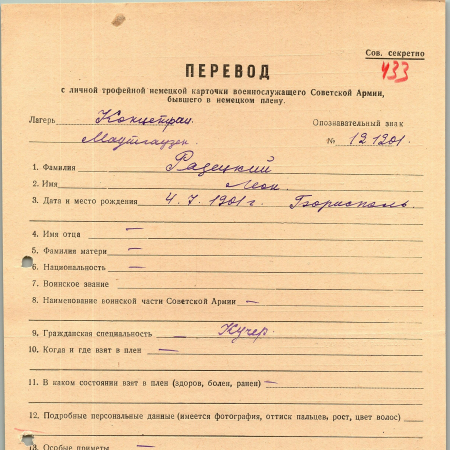 Сов. секретно
433
ПЕРЕВОД
с личной трофейной немецкой карточки военнослужащего Советской Армии,
бывшего в немецком плену.
Лагерь Концентрац. Опознавательный знак
Маутгаузен № 121201.
1. Фамилия Радецкий
2. Имя Леон.
3. Дата и место рождения 4. 7. 1901 г. Борисполь.
4. Имя отца —
5. Фамилия матери —
6. Национальность —
7. Воинское звание
8. Наименование воинской части Советской Армии —
9. Гражданская специальность — Кучер.
10. Когда и где взят в плен —
11. В каком состоянии взят в плен (здоров, болен, ранен) —
12. Подробные персональные данные (имеется фотография, оттиск пальцев, рост, цвет волос)
13. Особые приметы —